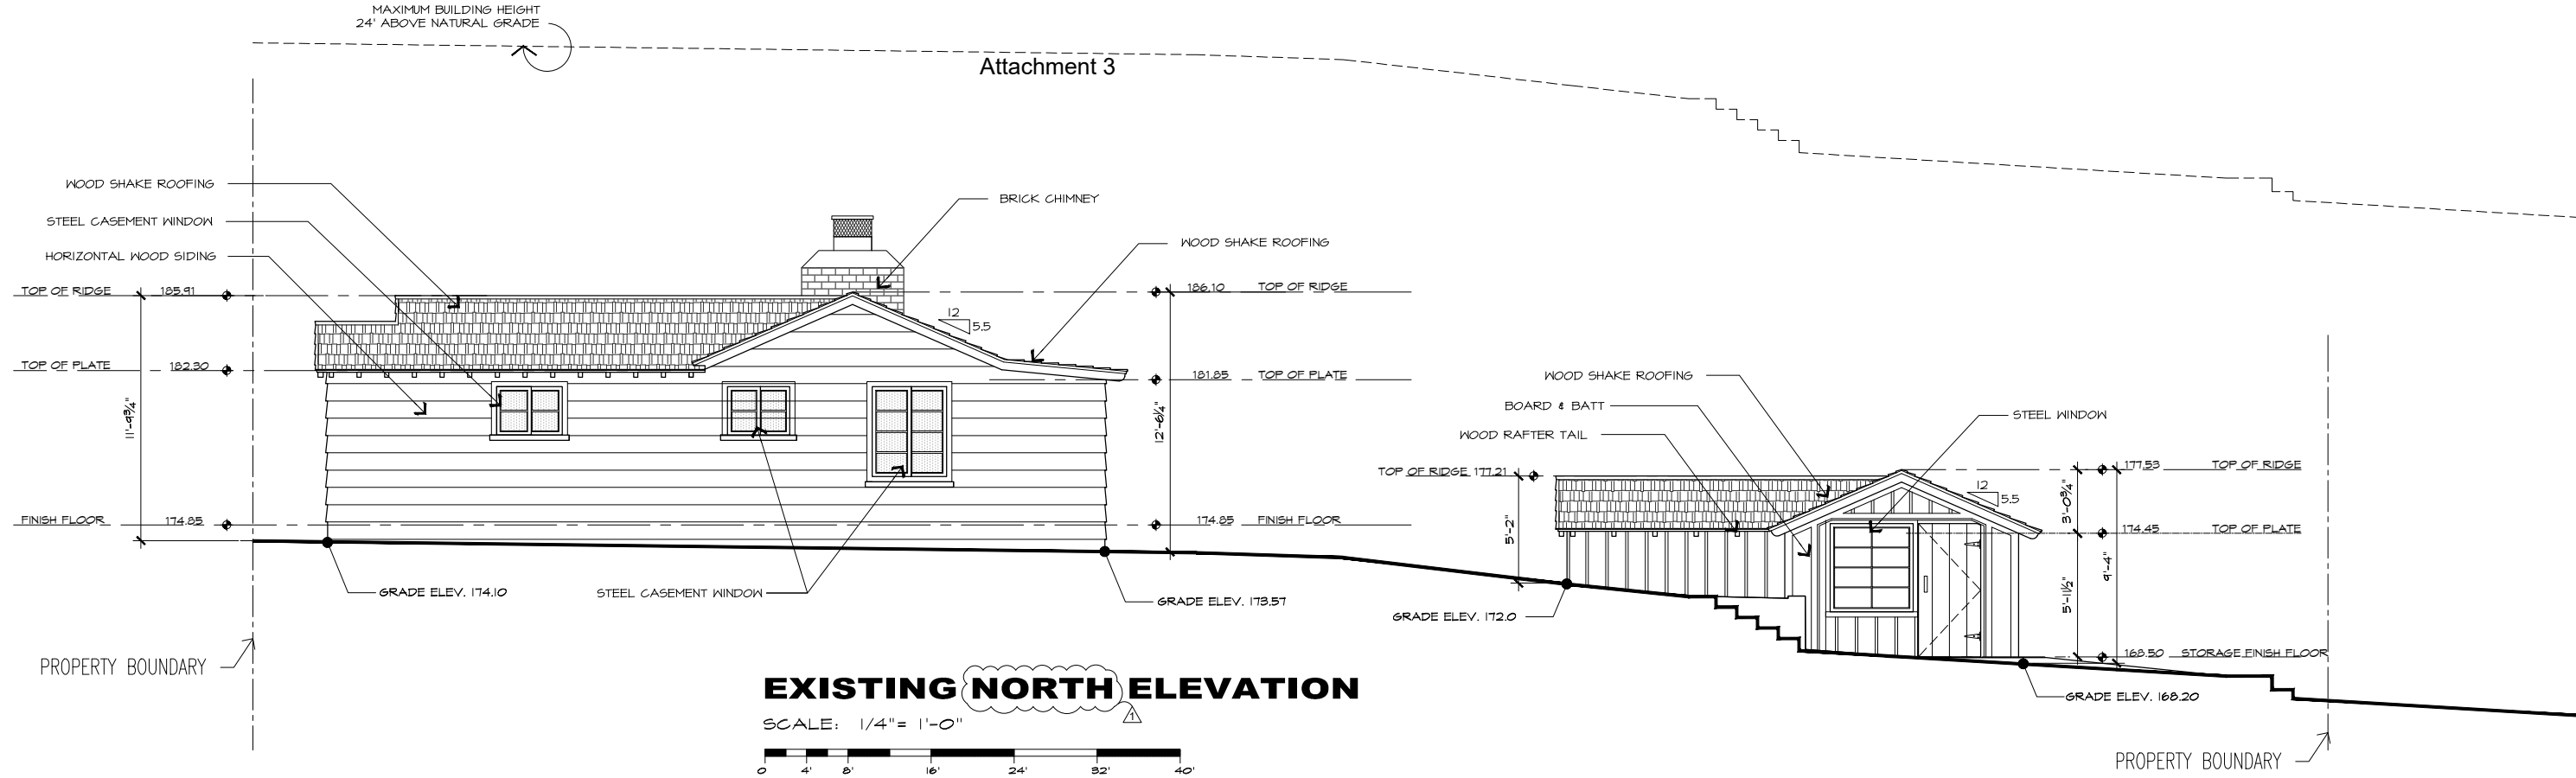 MAXIMUM BUILDING HEIGHT
24' ABOVE NATURAL GRADE
Attachment 3
WOOD SHAKE ROOFING
STEEL CASEMENT WINDOW
HORIZONTAL WOOD SIDING
TOP OF RIDGE 185.91
TOP OF PLATE 182.30
11'-9¾"
FINISH FLOOR 174.85
GRADE ELEV. 174.10
PROPERTY BOUNDARY
BRICK CHIMNEY
WOOD SHAKE ROOFING
186.10 TOP OF RIDGE
12
5.5
181.85 TOP OF PLATE
12'-6¼"
174.85 FINISH FLOOR
STEEL CASEMENT WINDOW
GRADE ELEV. 173.57
WOOD SHAKE ROOFING
BOARD & BATT
WOOD RAFTER TAIL
STEEL WINDOW
TOP OF RIDGE 177.21
5'-2"
GRADE ELEV. 172.0
12
5.5
177.53 TOP OF RIDGE
3'-0¾"
174.45 TOP OF PLATE
9'-4"
5'-11½"
168.50 STORAGE FINISH FLOOR
GRADE ELEV. 168.20
PROPERTY BOUNDARY
EXISTING NORTH ELEVATION
1
SCALE: 1/4"= 1'-0"
0 4' 8' 16' 24' 32' 40'